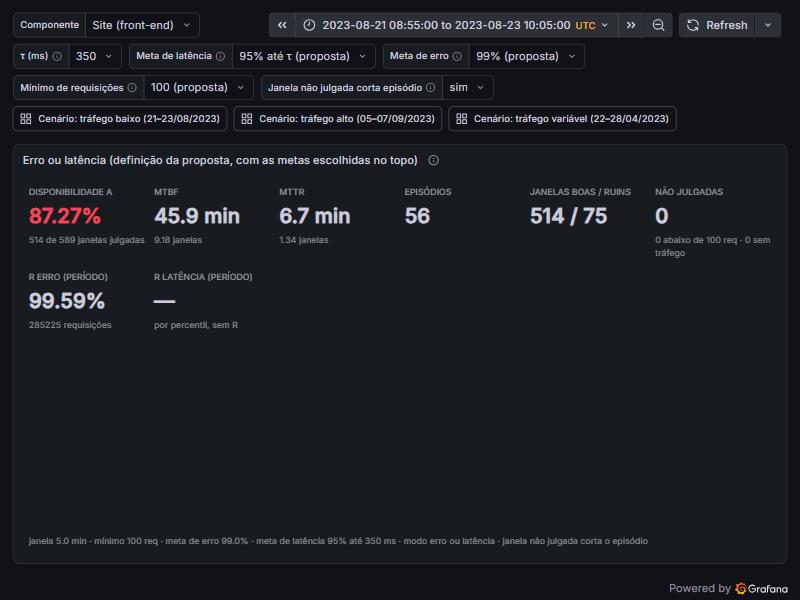 Componente Site (front-end) 2023-08-21 08:55:00 to 2023-08-23 10:05:00 UTC Refresh
τ (ms) 350 Meta de latência 95% até τ (proposta) Meta de erro 99% (proposta)
Mínimo de requisições 100 (proposta) Janela não julgada corta episódio sim
Cenário: tráfego baixo (21–23/08/2023) Cenário: tráfego alto (05–07/09/2023) Cenário: tráfego variável (22–28/04/2023)
Erro ou latência (definição da proposta, com as metas escolhidas no topo)
DISPONIBILIDADE A MTBF MTTR EPISÓDIOS JANELAS BOAS / RUINS NÃO JULGADAS
87.27% 45.9 min 6.7 min 56 514 / 75 0
514 de 589 janelas julgadas 9.18 janelas 1.34 janelas 0 abaixo de 100 req · 0 sem
tráfego
R ERRO (PERÍODO) R LATÊNCIA (PERÍODO)
99.59% —
285225 requisições por percentil, sem R
janela 5.0 min · mínimo 100 req · meta de erro 99.0% · meta de latência 95% até 350 ms · modo erro ou latência · janela não julgada corta o episódio
Powered by Grafana